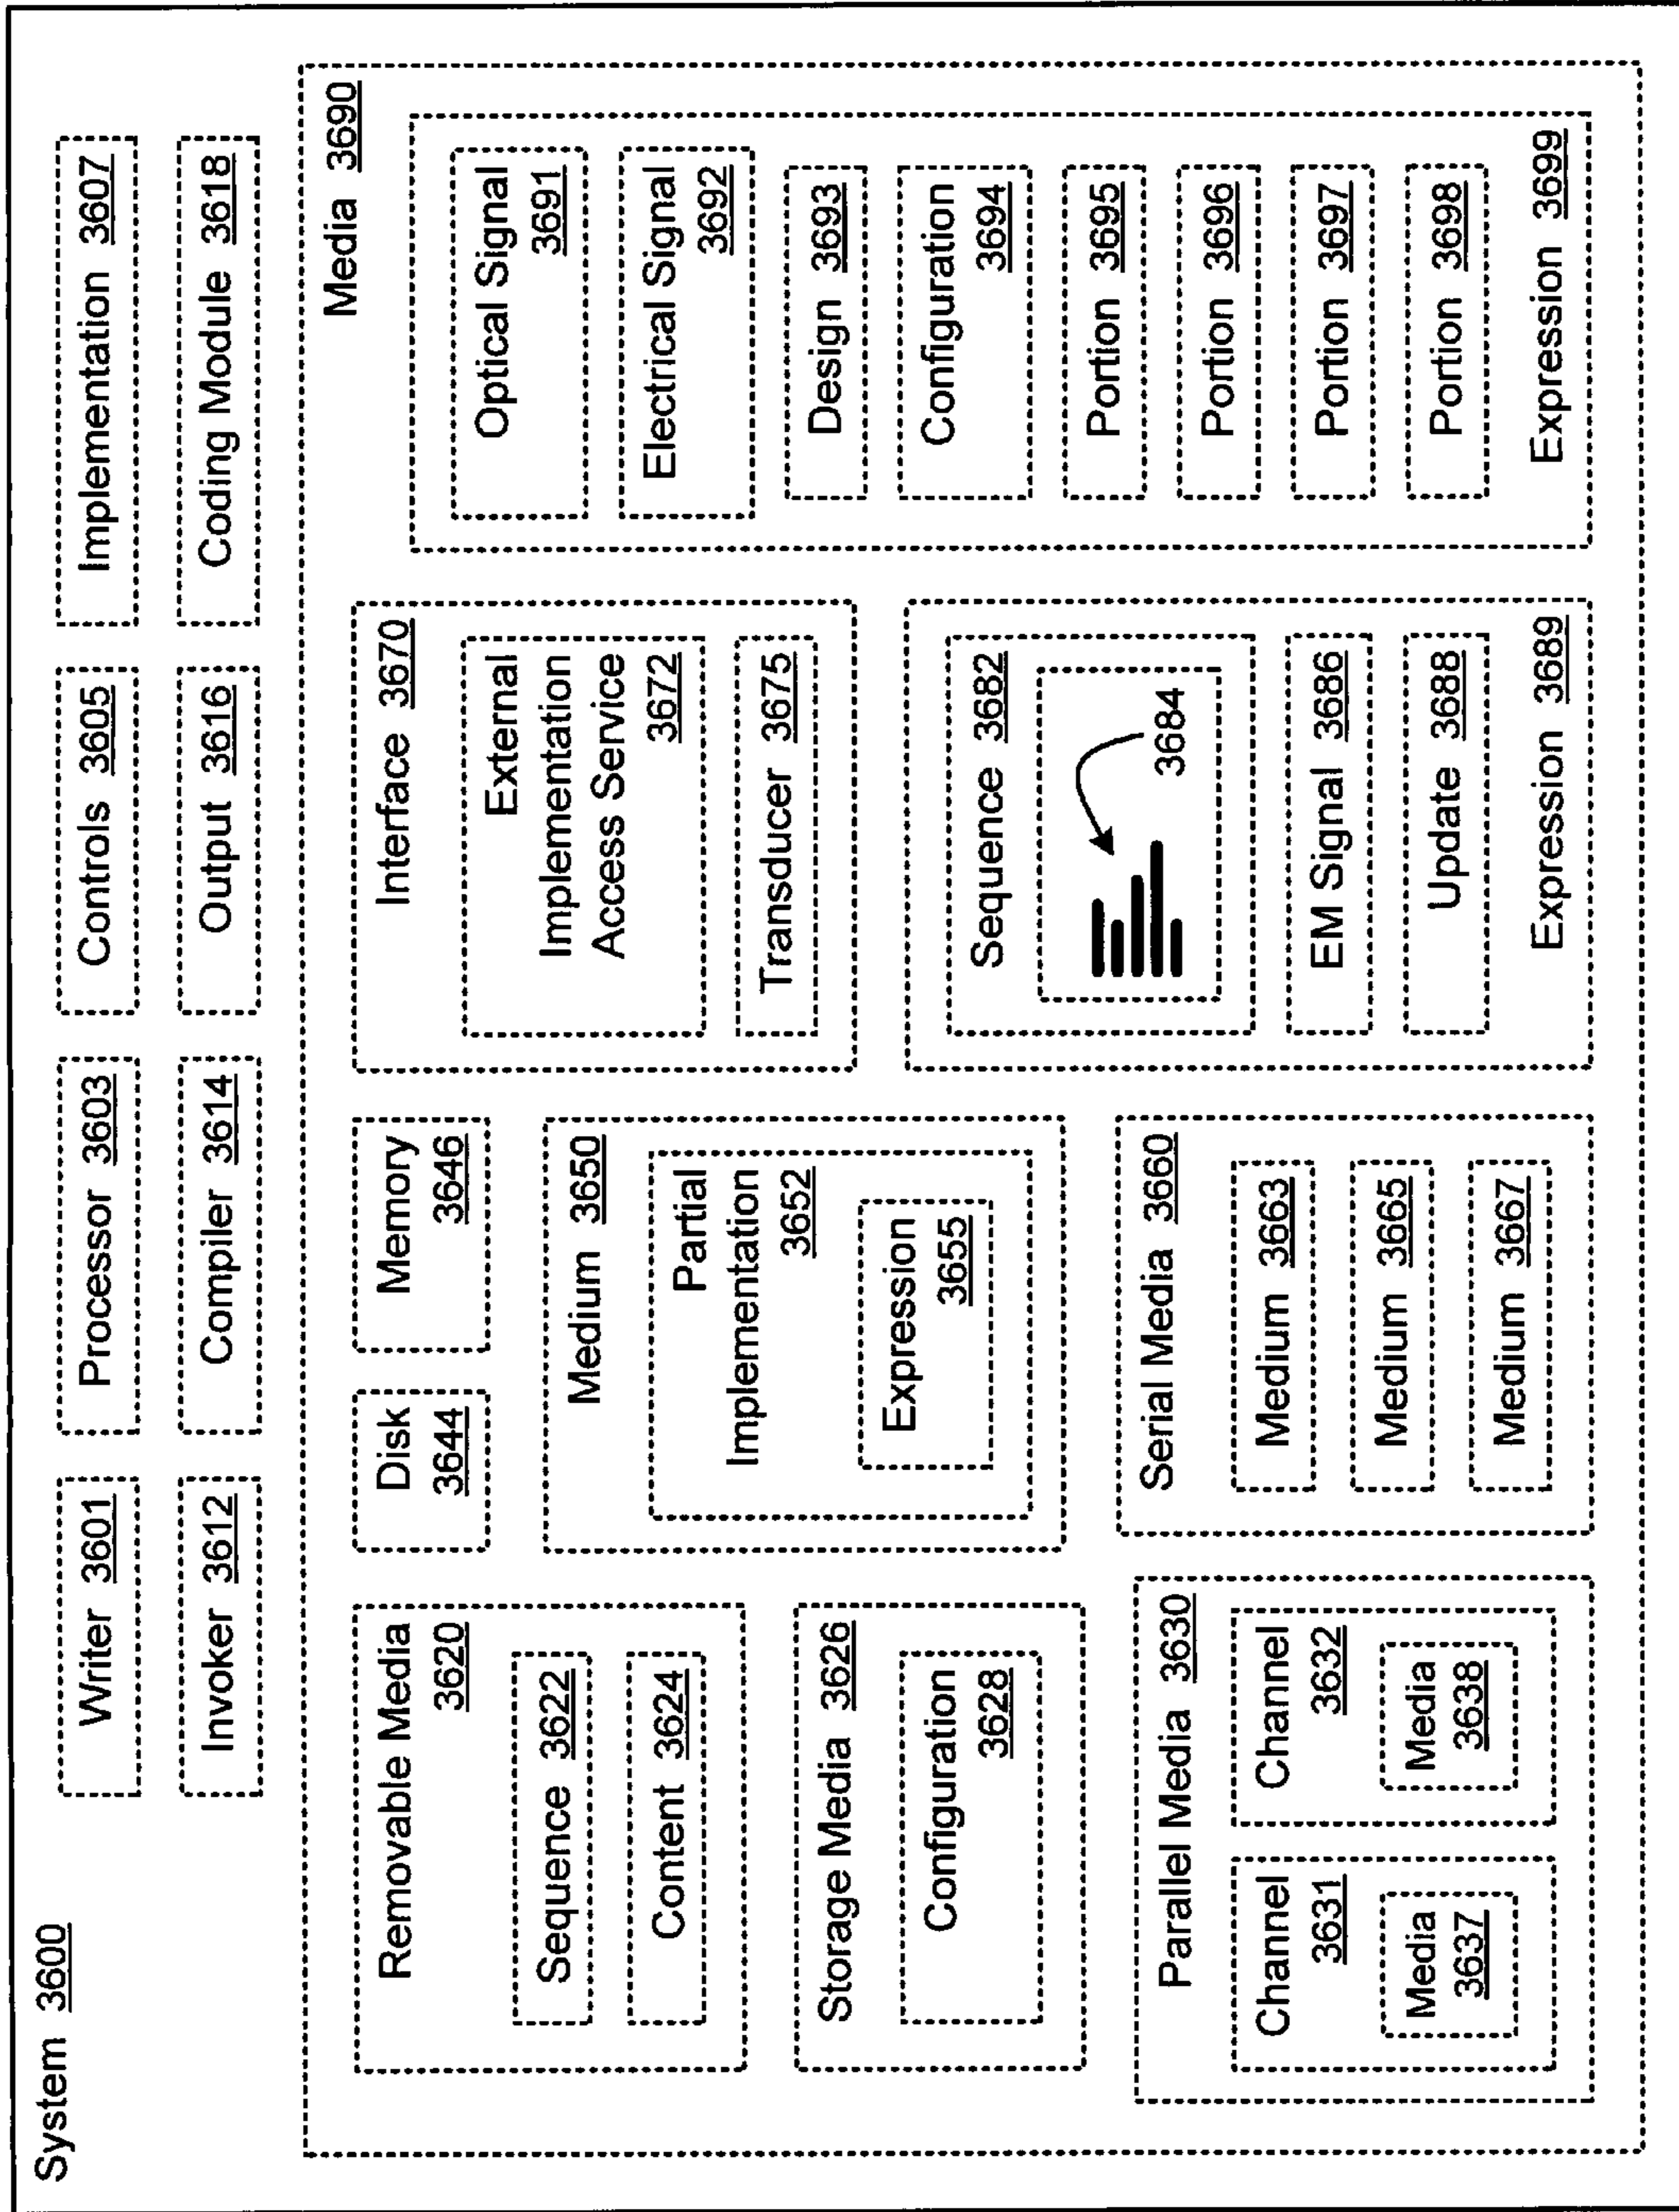 System 3600
Writer 3601
Processor 3603
Controls 3605
Implementation 3607
Invoker 3612
Compiler 3614
Output 3616
Coding Module 3618
Media 3690
Removable Media
3620
Sequence 3622
Content 3624
Storage Media 3626
Configuration
3628
Parallel Media 3630
Channel
3631
Media
3637
Channel
3632
Media
3638
Disk
3644
Memory
3646
Medium 3650
Partial
Implementation
3652
Expression
3655
Serial Media 3660
Medium 3663
Medium 3665
Medium 3667
Interface 3670
External
Implementation
Access Service
3672
Transducer 3675
Sequence 3682
3684
EM Signal 3686
Update 3688
Expression 3689
Optical Signal
3691
Electrical Signal
3692
Design 3693
Configuration
3694
Portion 3695
Portion 3696
Portion 3697
Portion 3698
Expression 3699